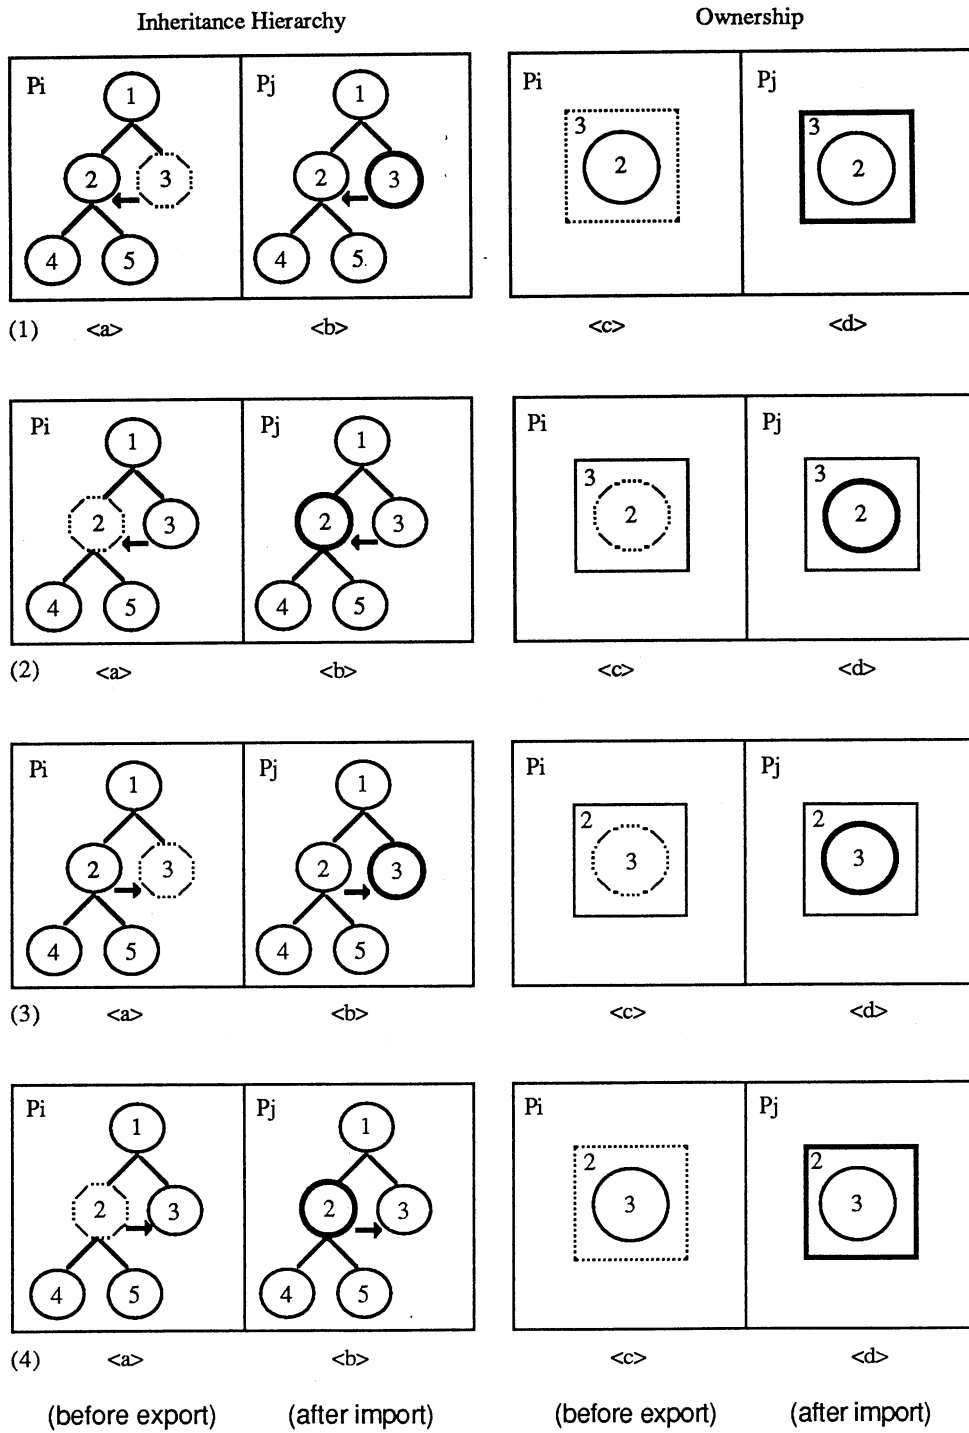 Inheritance Hierarchy Ownership
Pi Pj Pi Pj
1 1
3 3
2 3 2 3 2 2
4 5 4 5
(1) <a> <b> <c> <d>
Pi Pj Pi Pj
1 1
3 3
2 3 2 3 2 2
4 5 4 5
(2) <a> <b> <c> <d>
Pi Pj Pi Pj
1 1
2 2
2 3 2 3 3 3
4 5 4 5
(3) <a> <b> <c> <d>
Pi Pj Pi Pj
1 1
2 2
2 3 2 3 3 3
4 5 4 5
(4) <a> <b> <c> <d>
(before export) (after import) (before export) (after import)